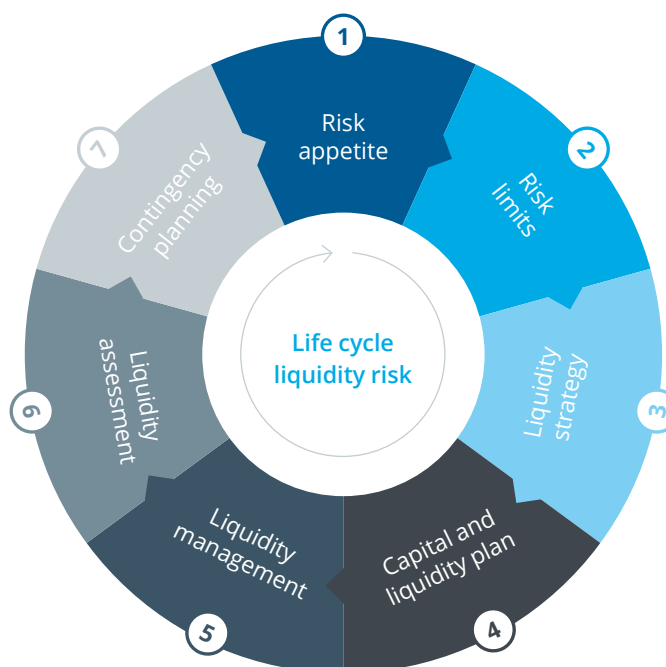 1
Risk
appetite
2
Risk
limits
3
Liquidity
strategy
4
Capital and
liquidity plan
5
Liquidity
management
6
Liquidity
assessment
7
Contingency
planning
Life cycle
liquidity risk